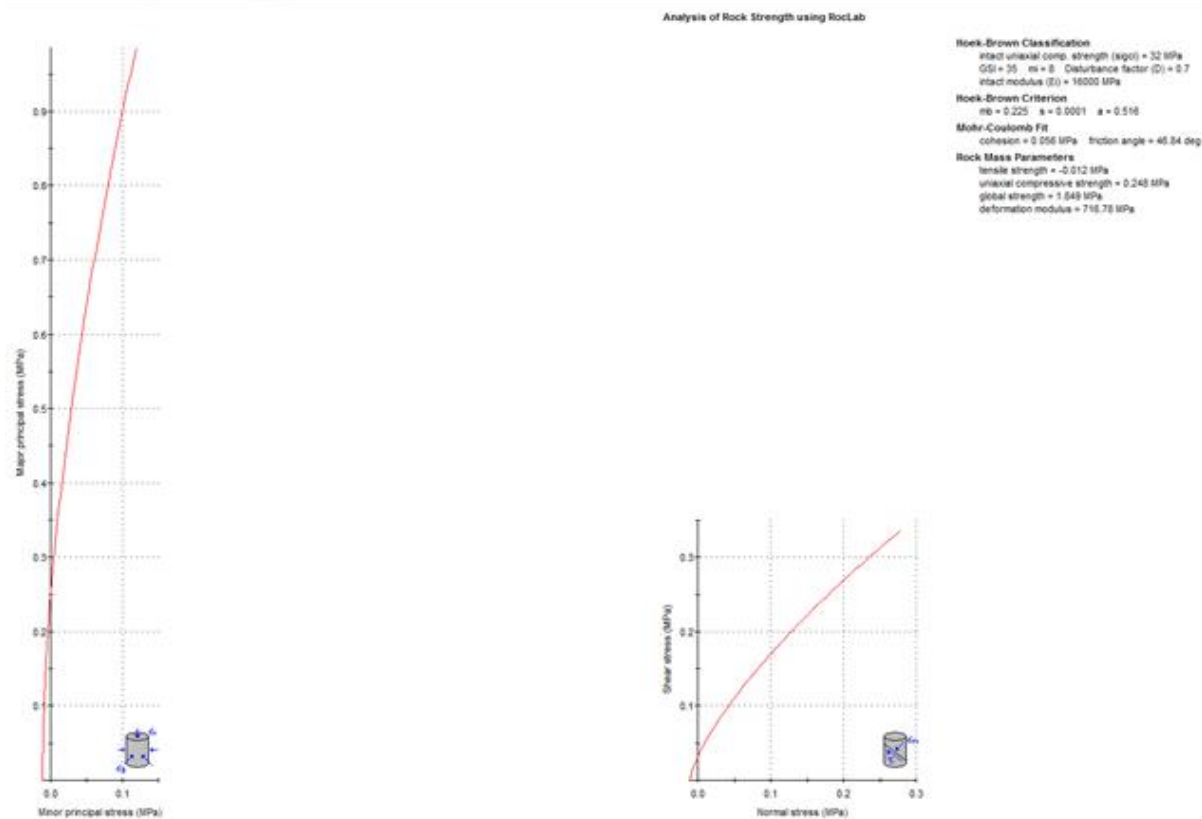 Analysis of Rock Strength using RocLab
Hoek-Brown Classification
intact uniaxial comp. strength (sigci) = 32 MPa
GSI = 35 mi = 8 Disturbance factor (D) = 0.7
intact modulus (Ei) = 16000 MPa
Hoek-Brown Criterion
mb = 0.225 s = 0.0001 a = 0.516
Mohr-Coulomb Fit
cohesion = 0.056 MPa friction angle = 46.84 deg
Rock Mass Parameters
tensile strength = -0.012 MPa
uniaxial compressive strength = 0.248 MPa
global strength = 1.849 MPa
deformation modulus = 716.78 MPa
Major principal stress (MPa)
0.9
0.8
0.7
0.6
0.5
0.4
0.3
0.2
0.1
0.0 0.1
Minor principal stress (MPa)
Shear stress (MPa)
0.3
0.2
0.1
0.0 0.1 0.2 0.3
Normal stress (MPa)